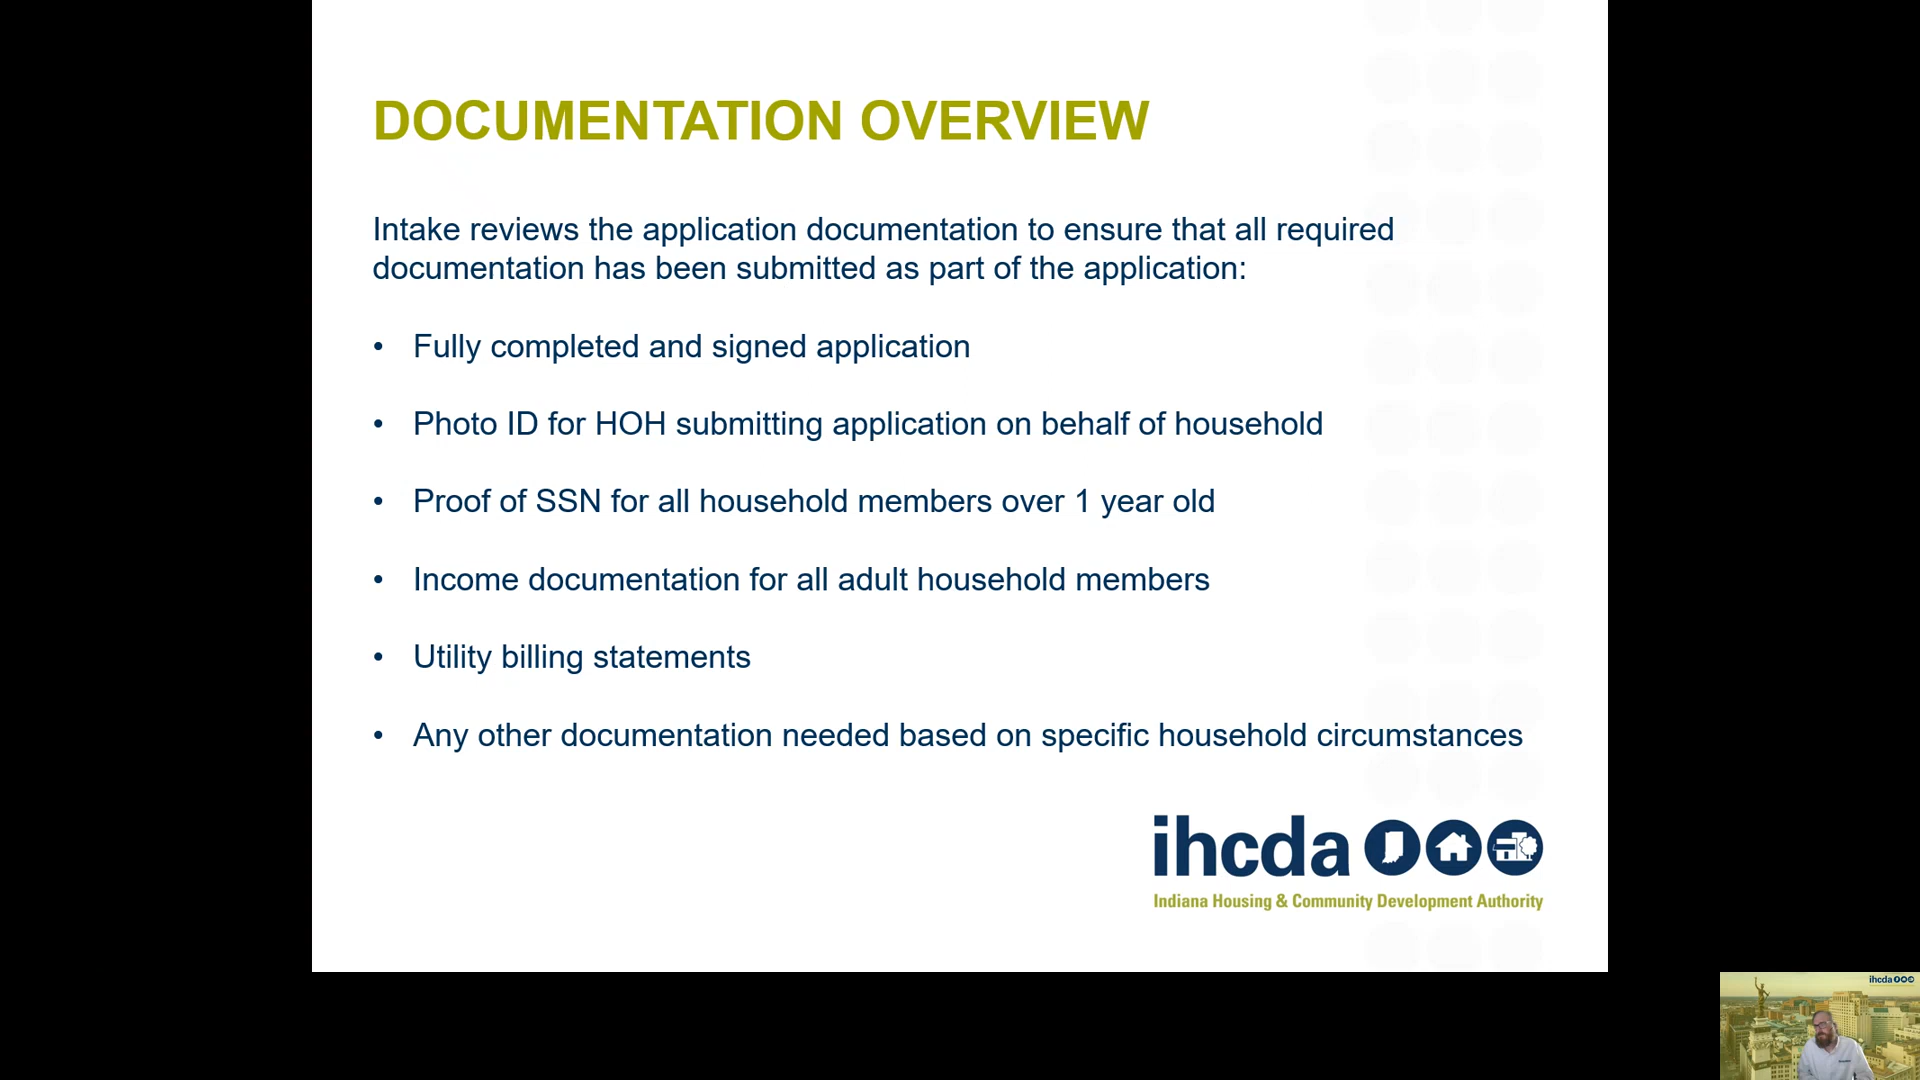 DOCUMENTATION OVERVIEW
Intake reviews the application documentation to ensure that all required
documentation has been submitted as part of the application:
• Fully completed and signed application
• Photo ID for HOH submitting application on behalf of household
• Proof of SSN for all household members over 1 year old
• Income documentation for all adult household members
• Utility billing statements
• Any other documentation needed based on specific household circumstances
ihcda
Indiana Housing & Community Development Authority
ihcda